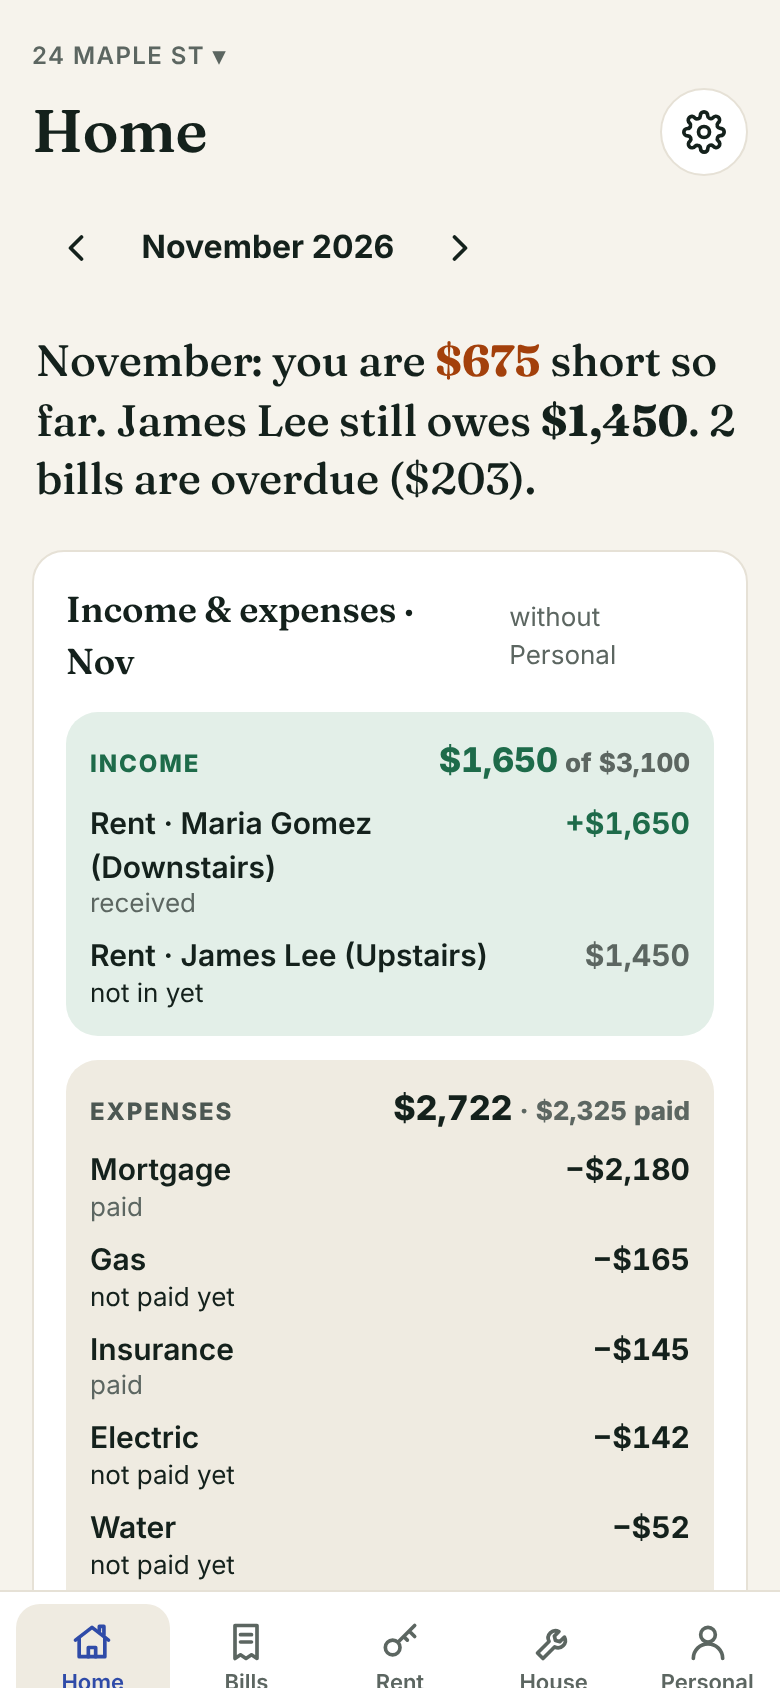 24 MAPLE ST ▾
Home
November 2026
November: you are $675 short so
far. James Lee still owes $1,450. 2
bills are overdue ($203).
Income & expenses ·
Nov
without
Personal
INCOME $1,650 of $3,100
Rent · Maria Gomez +$1,650
(Downstairs)
received
Rent · James Lee (Upstairs) $1,450
not in yet
EXPENSES $2,722 · $2,325 paid
Mortgage −$2,180
paid
Gas −$165
not paid yet
Insurance −$145
paid
Electric −$142
not paid yet
Water −$52
not paid yet
Home Bills Rent House Personal